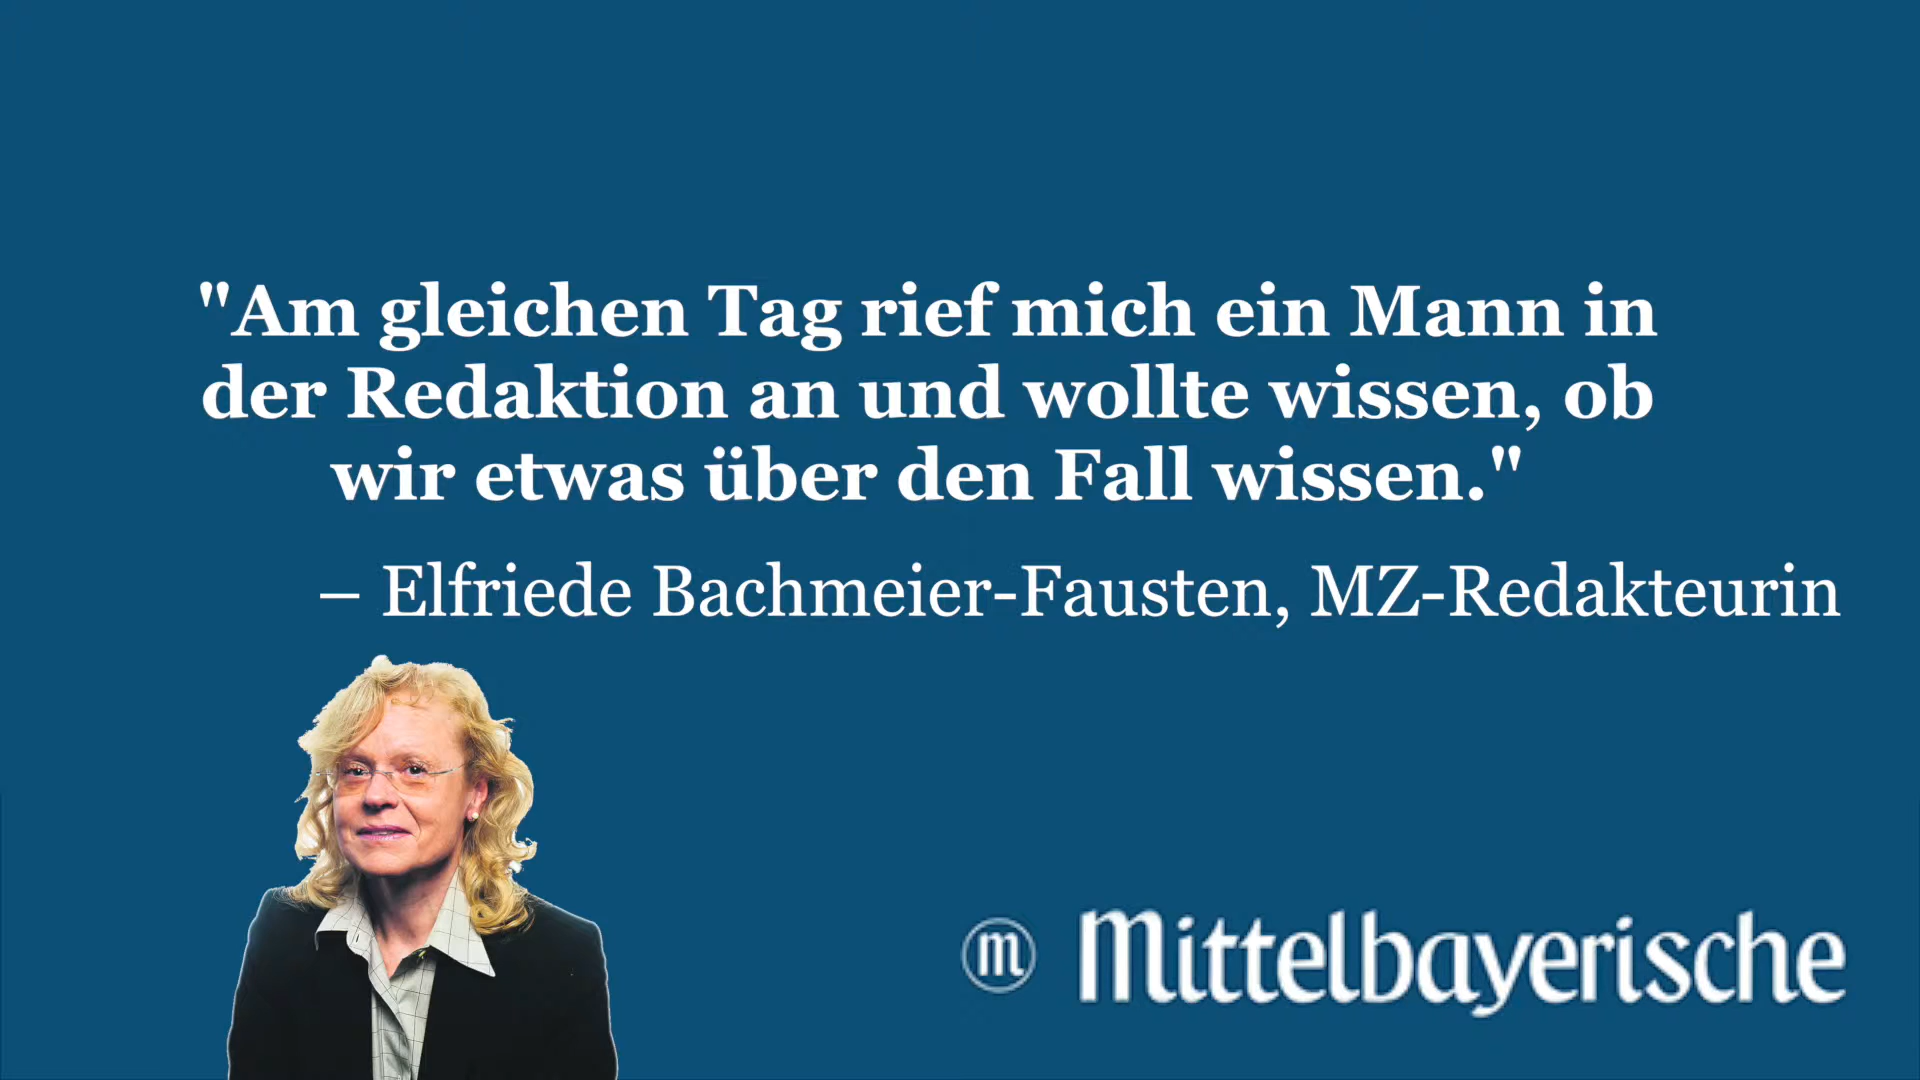 "Am gleichen Tag rief mich ein Mann in
der Redaktion an und wollte wissen, ob
wir etwas über den Fall wissen."
– Elfriede Bachmeier-Fausten, MZ-Redakteurin
m Mittelbayerische